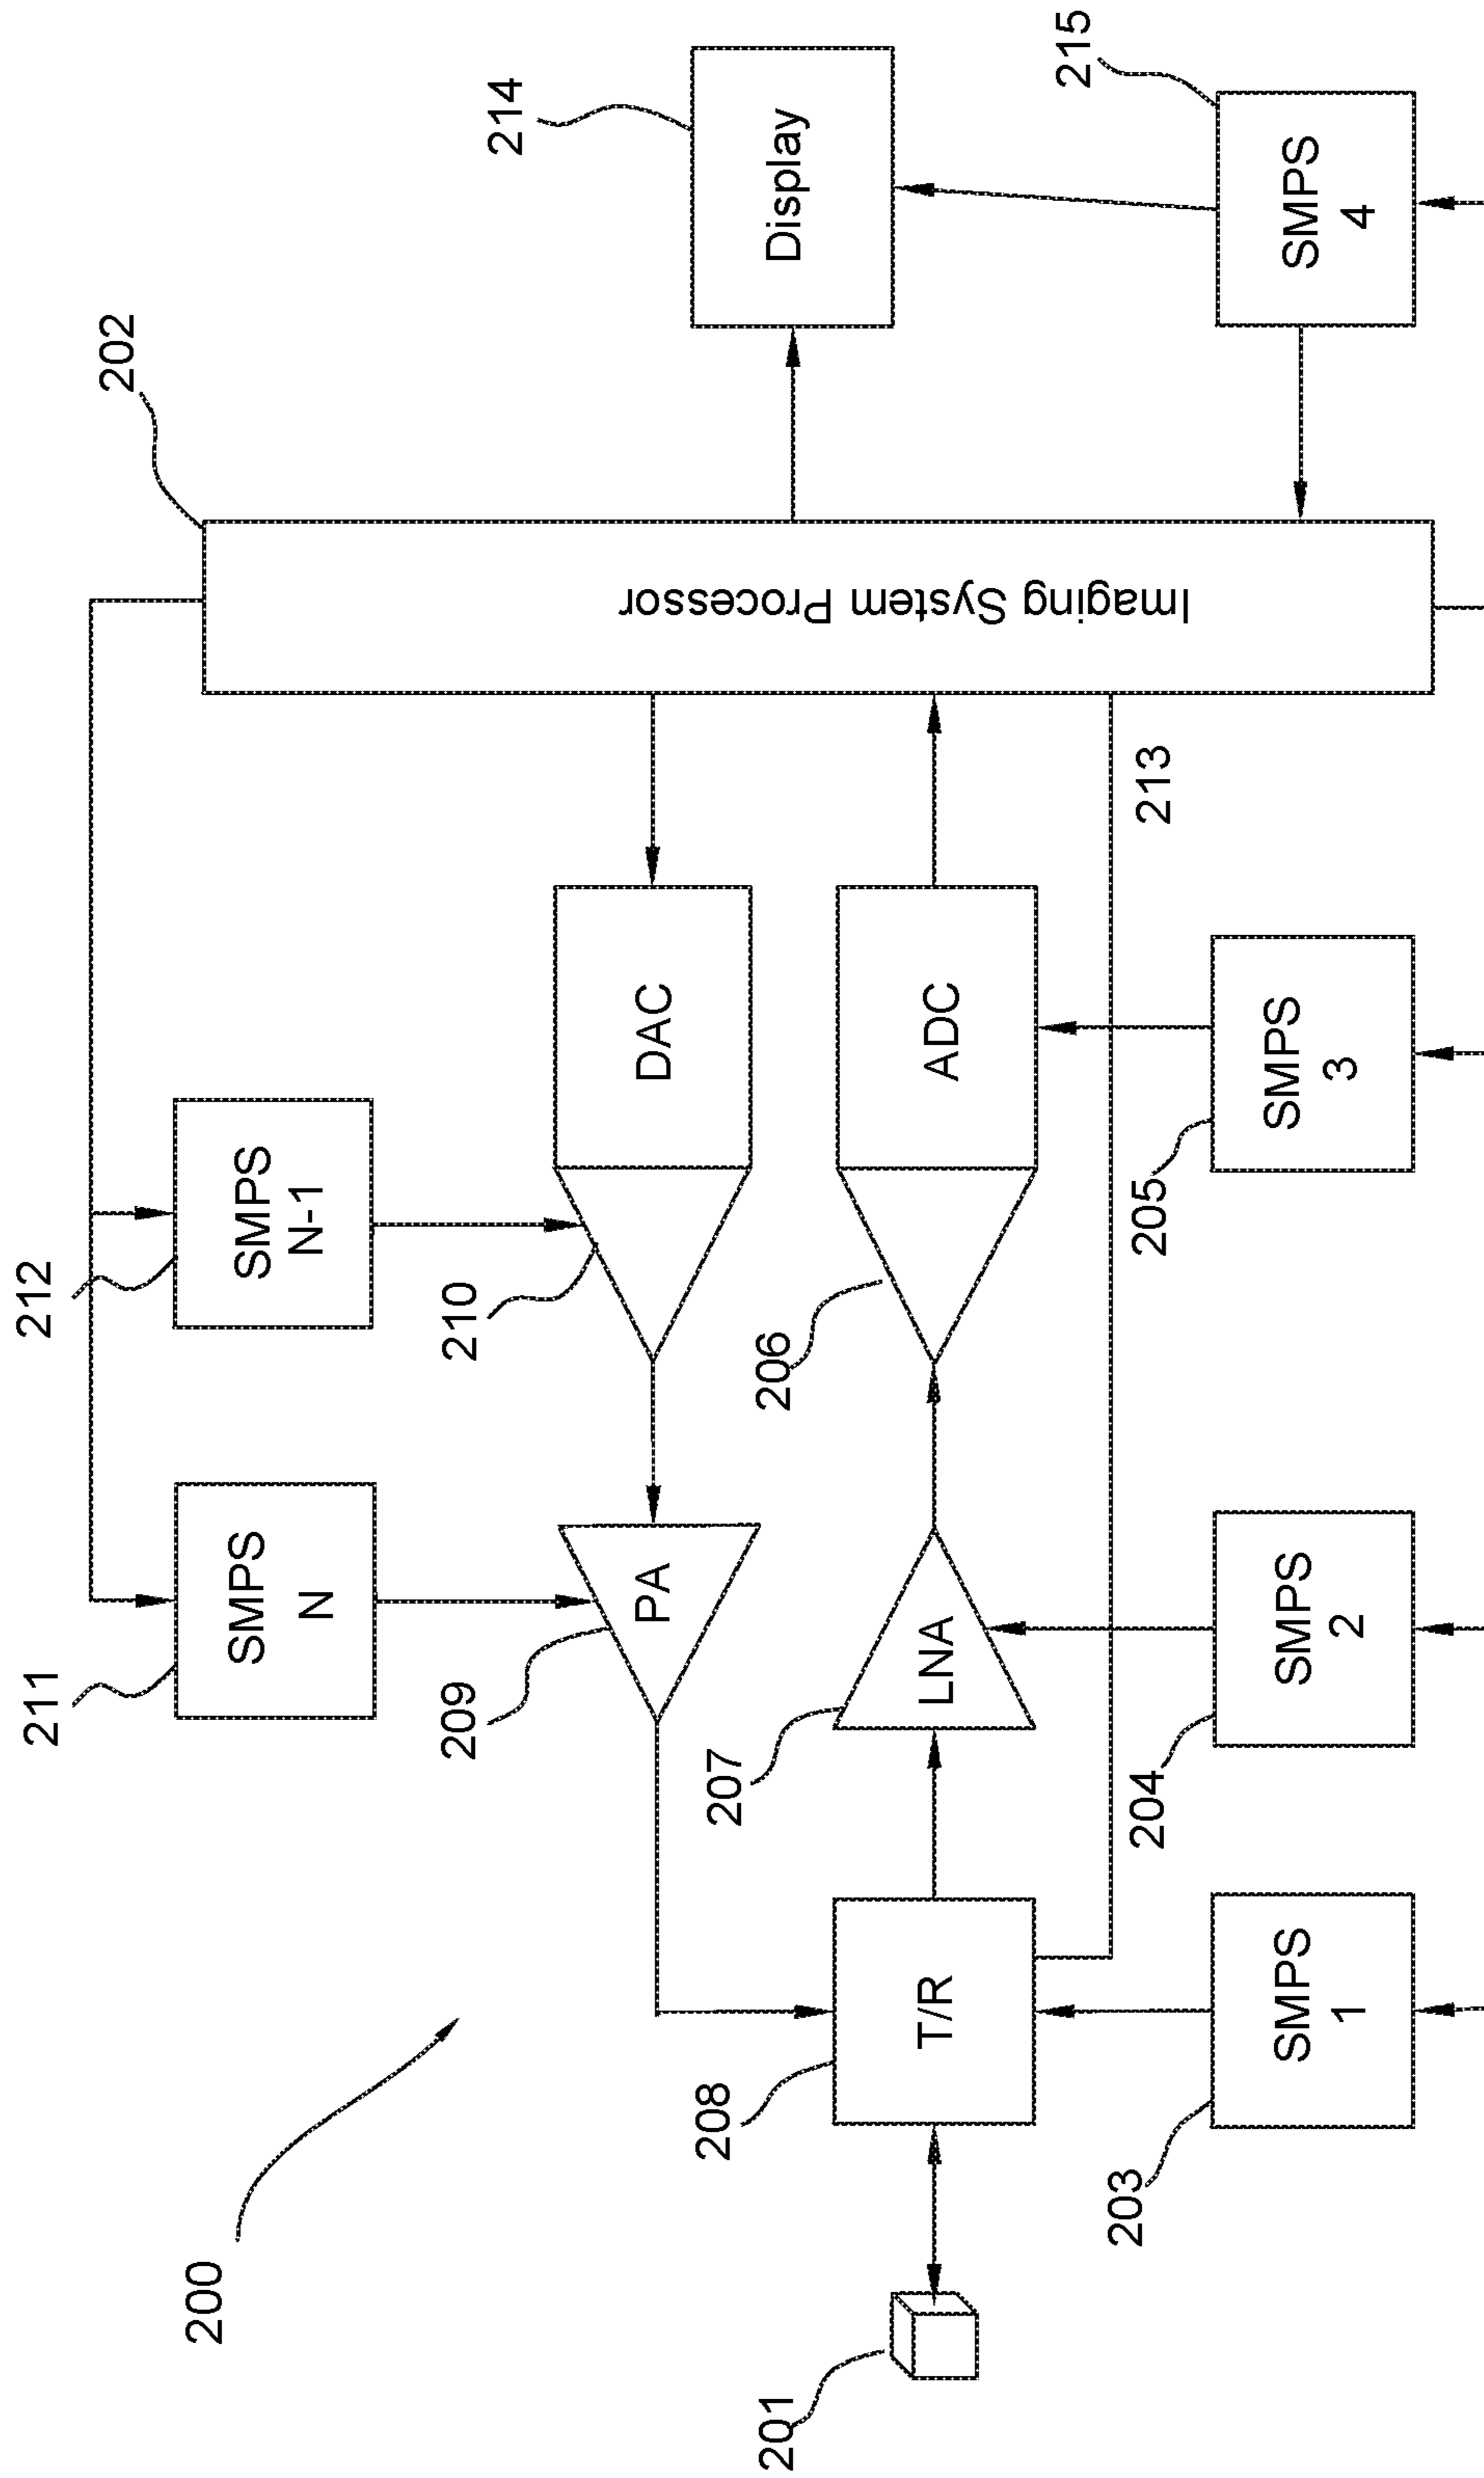 200
211
212
202
SMPS
N
SMPS
N-1
214
209
210
PA
DAC
Imaging System Processor
Display
201
208
207
206
T/R
LNA
ADC
213
215
203
204
205
SMPS
1
SMPS
2
SMPS
3
SMPS
4